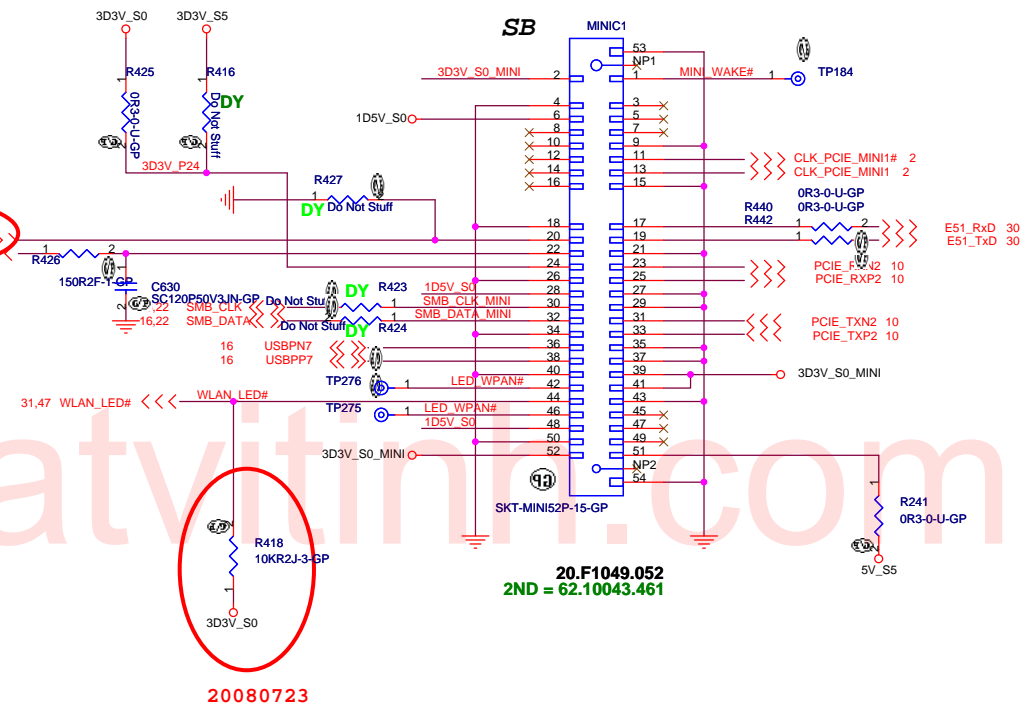 3D3V_S0 3D3V_S5 SB MINIC1
R425 R416
1 1
0R3-0-U-GP
DY
Do Not Stuff
3D3V_P24
3D3V_S0_MINI 2
53
NP1
1 MINI_WAKE# 1 TP184
1D5V_S0
4 3
6 5
8 7
10 9
12 11 CLK_PCIE_MINI1# 2
14 13 CLK_PCIE_MINI1 2
16 15
R427
1
DY Do Not Stuff
0R3-0-U-GP
R440 0R3-0-U-GP
R442
18 17 1 2 E51_RxD 30
20 19 1 E51_TxD 30
22 21
24 23 10
26 25 PCIE_RXP2 10
28 27
30 29
32 31 PCIE_TXN2 10
34 33 PCIE_TXP2 10
36 35
38 37
40 39 3D3V_S0_MINI
42 41
44 43
46 45
48 47
50 49
52 51
NP2
54
1 2
R426
150R2F-1-GP
1
C630
SC120P50V3JN-GP
2
1D5V_S0 DY R423
SMB_CLK Do Not Stu 1 SMB_CLK_MINI
16,22 SMB_DATA Do Not Stuff 1 SMB_DATA_MINI
DY R424
16 USBPN7
16 USBPP7
TP276 1 LED_WPAN#
31,47 WLAN_LED# WLAN_LED#
TP275 1 LED_WPAN#
1D5V_S0
3D3V_S0_MINI
SKT-MINI52P-15-GP
1
R241
0R3-0-U-GP
2
5V_S5
R418
10KR2J-3-GP
1
3D3V_S0
20.F1049.052
2ND = 62.10043.461
20080723
atvitinh.com